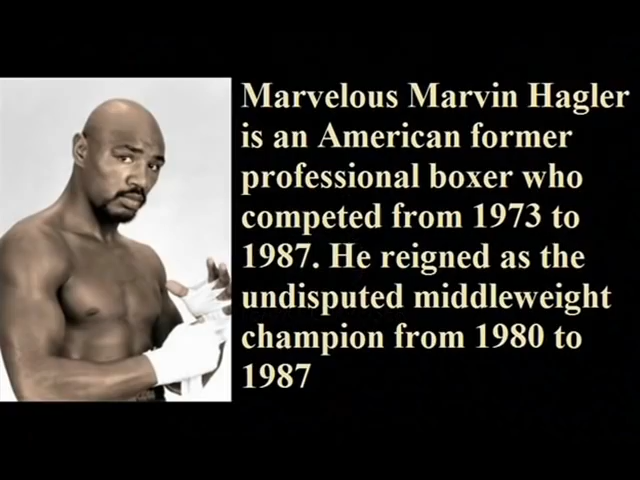 Marvelous Marvin Hagler
is an American former
professional boxer who
competed from 1973 to
1987. He reigned as the
undisputed middleweight
champion from 1980 to
1987